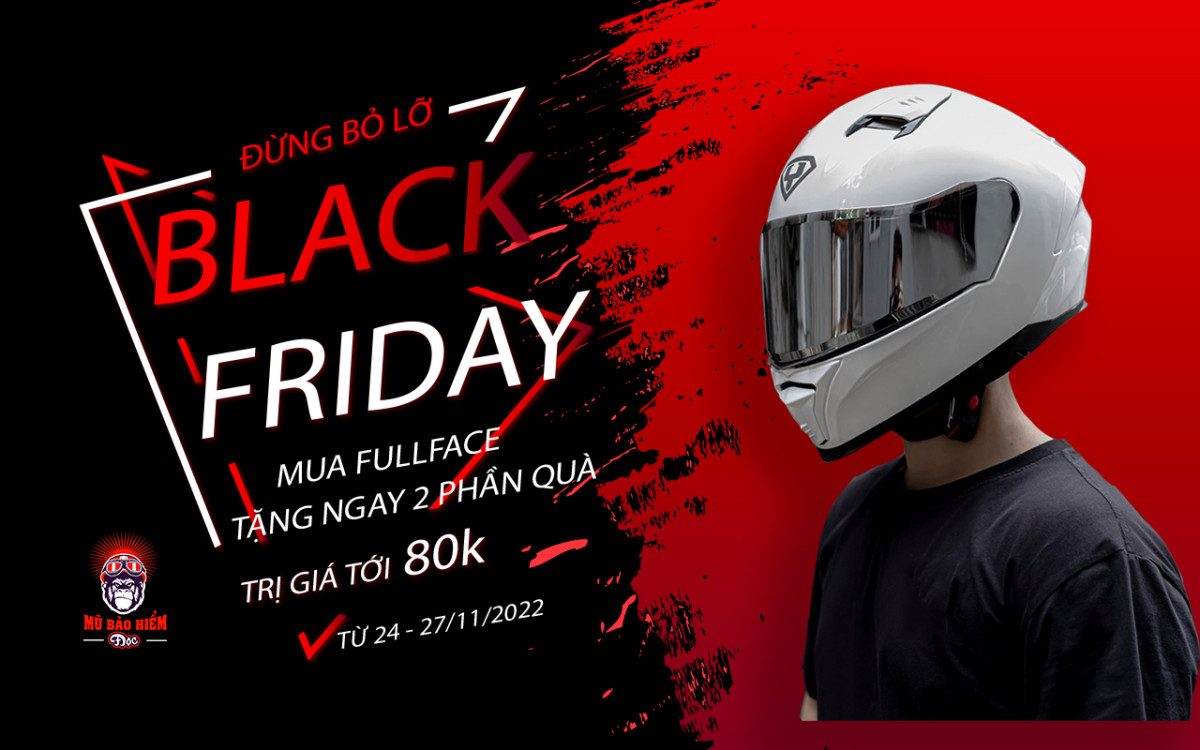 ĐỪNG BỎ LỠ
BLACK
FRIDAY
MUA FULLFACE
TẶNG NGAY 2 PHẦN QUÀ
TRỊ GIÁ TỚI 80k
TỪ 24 - 27/11/2022
MŨ BẢO HIỂM
Độc